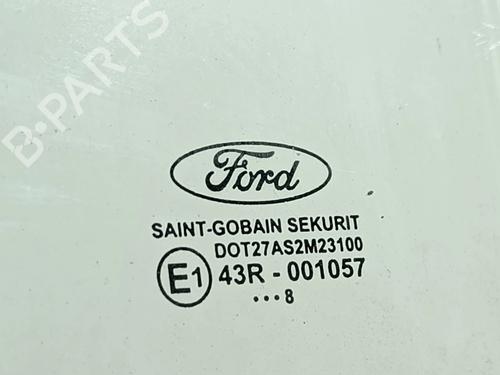 B-PARTS
Ford
SAINT-GOBAIN SEKURIT
DOT27AS2M23100
E1 43R - 001057
•••8